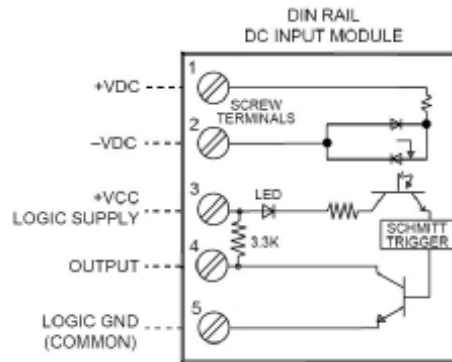 DIN RAIL
DC INPUT MODULE
1
+VDC
SCREW
TERMINALS
2
–VDC
+VCC
LOGIC SUPPLY
3
LED
SCHMITT
TRIGGER
3.3K
4
OUTPUT
5
LOGIC GND
(COMMON)